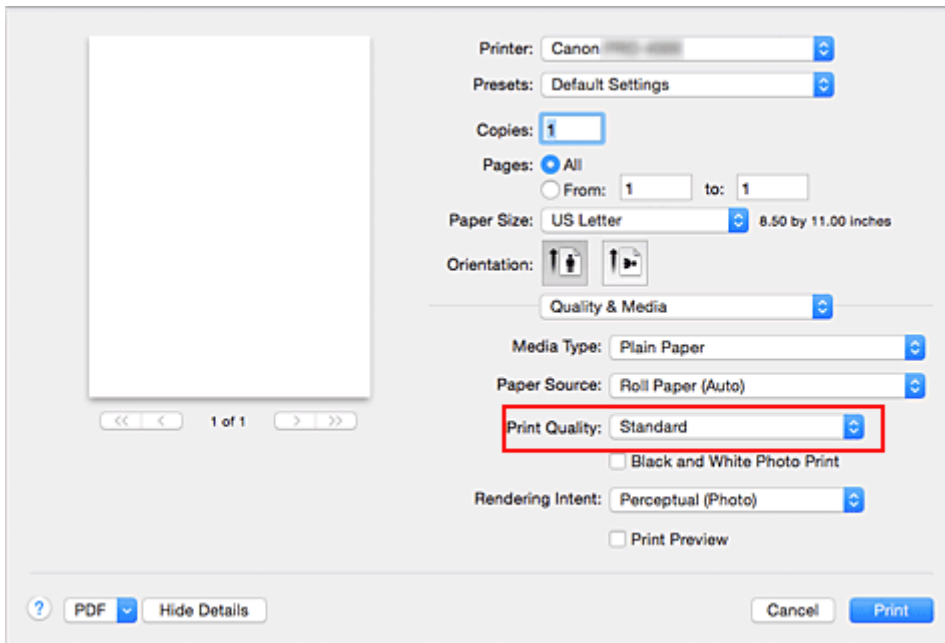 Printer: Canon
Presets: Default Settings
Copies: 1
Pages: All
From: 1 to: 1
Paper Size: US Letter 8.50 by 11.00 inches
Orientation:
Quality & Media
Media Type: Plain Paper
Paper Source: Roll Paper (Auto)
<< < 1 of 1 > >>
Print Quality: Standard
Black and White Photo Print
Rendering Intent: Perceptual (Photo)
Print Preview
? PDF Hide Details Cancel Print